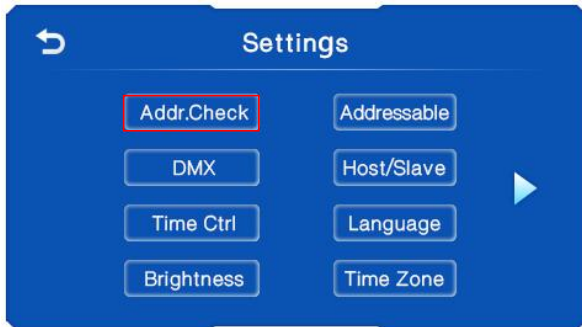 Settings
Addr.Check
Addressable
DMX
Host/Slave
Time Ctrl
Language
Brightness
Time Zone